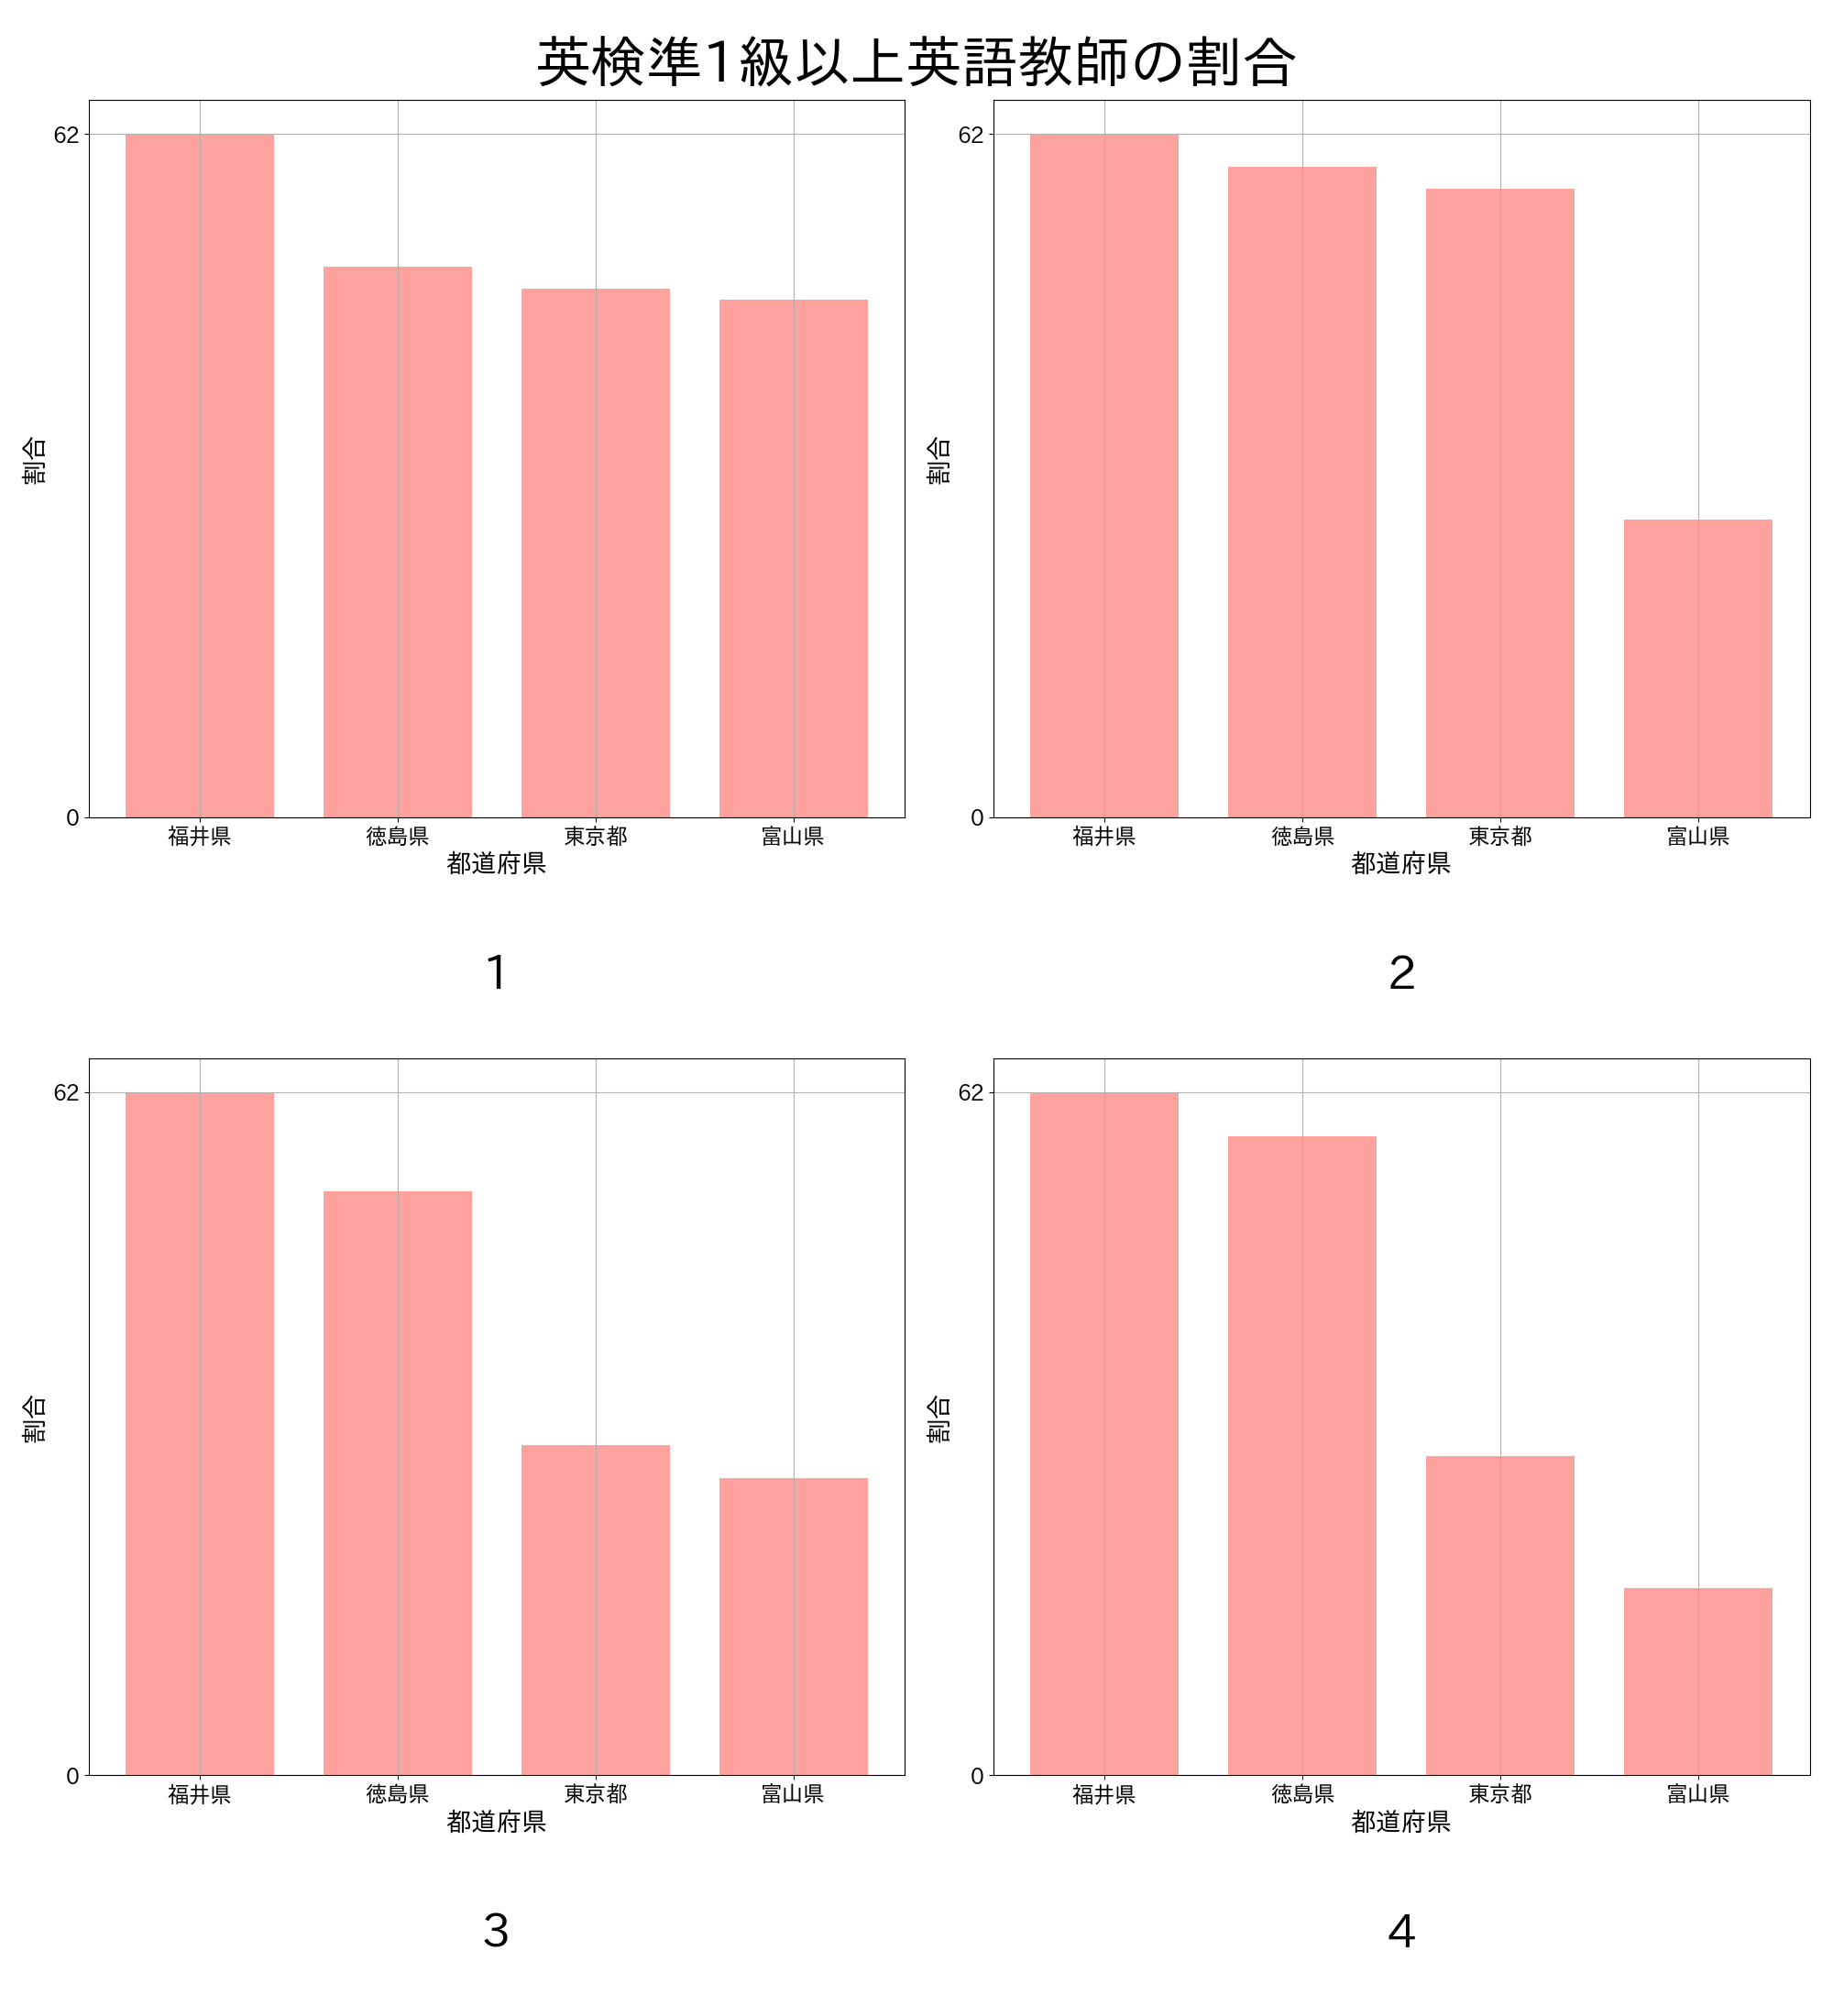 英検準1級以上英語教師の割合
62
0
割合
福井県 徳島県 東京都 富山県
都道府県
1
62
0
割合
福井県 徳島県 東京都 富山県
都道府県
2
62
0
割合
福井県 徳島県 東京都 富山県
都道府県
3
62
0
割合
福井県 徳島県 東京都 富山県
都道府県
4